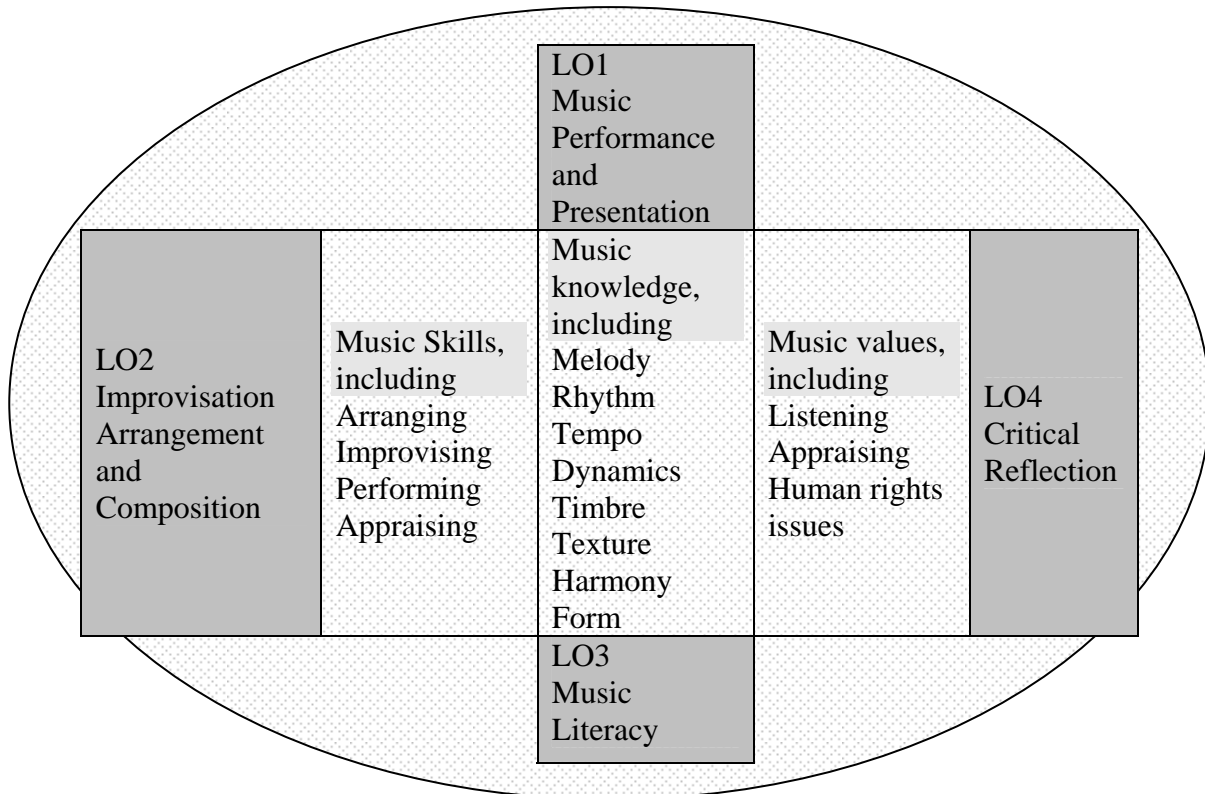 LO1
Music
Performance
and
Presentation
LO2
Improvisation
Arrangement
and
Composition
Music Skills,
including
Arranging
Improvising
Performing
Appraising
Music
knowledge,
including
Melody
Rhythm
Tempo
Dynamics
Timbre
Texture
Harmony
Form
Music values,
including
Listening
Appraising
Human rights
issues
LO4
Critical
Reflection
LO3
Music
Literacy